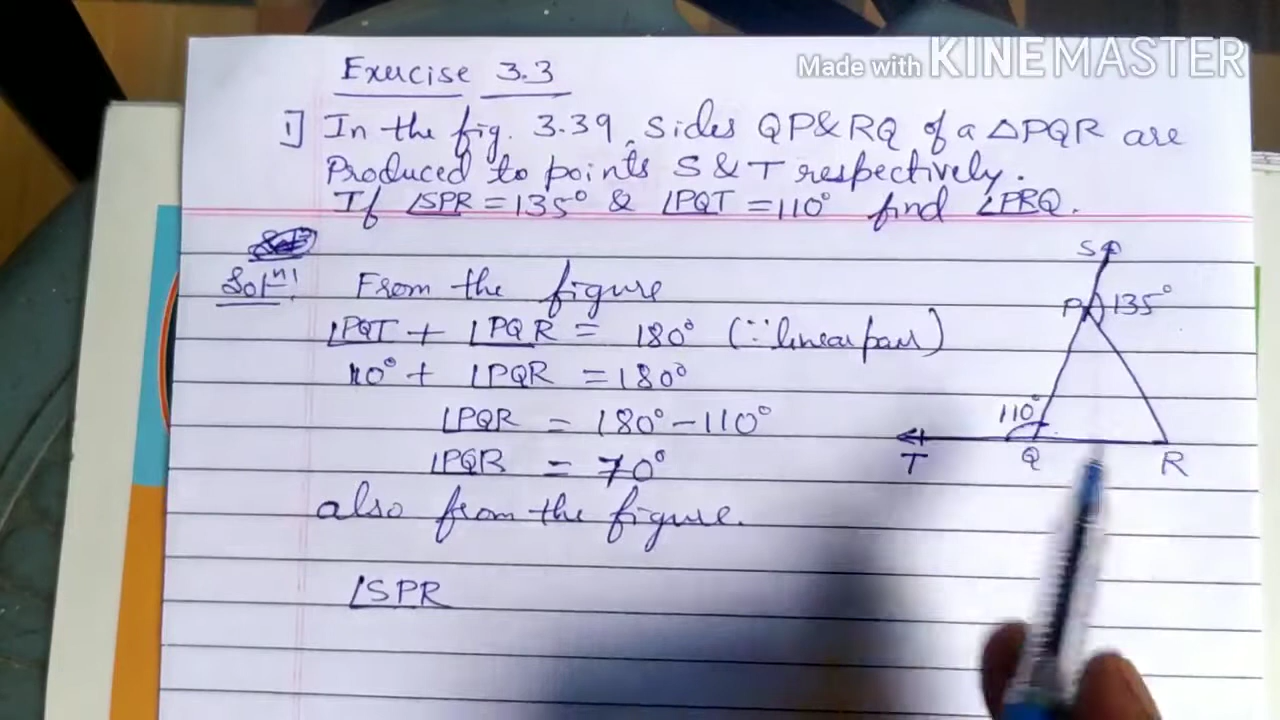 Made with KINEMASTER
Exercise 3.3
1] In the fig. 3.39, sides QP & RQ of a △PQR are
Produced to points S & T respectively.
If ∠SPR = 135° & ∠PQT = 110° find ∠PRQ.
Solⁿ! From the figure
∠PQT + ∠PQR = 180° (∵ linear pair)
110° + ∠PQR = 180°
∠PQR = 180° - 110°
∠PQR = 70°
also from the figure.
∠SPR
S
P 135°
110°
T Q R